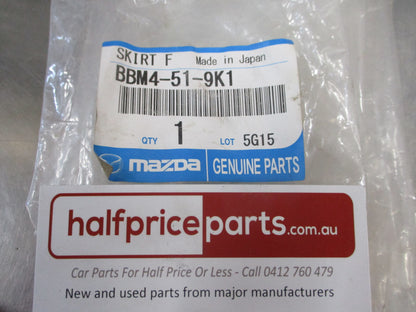 SKIRT F Made in Japan
BBM4-51-9K1
QTY 1 LOT 5G15
mazda GENUINE PARTS
halfpriceparts.com.au
Car Parts For Half Price Or Less - Call 0412 760 479
New and used parts from major manufacturers